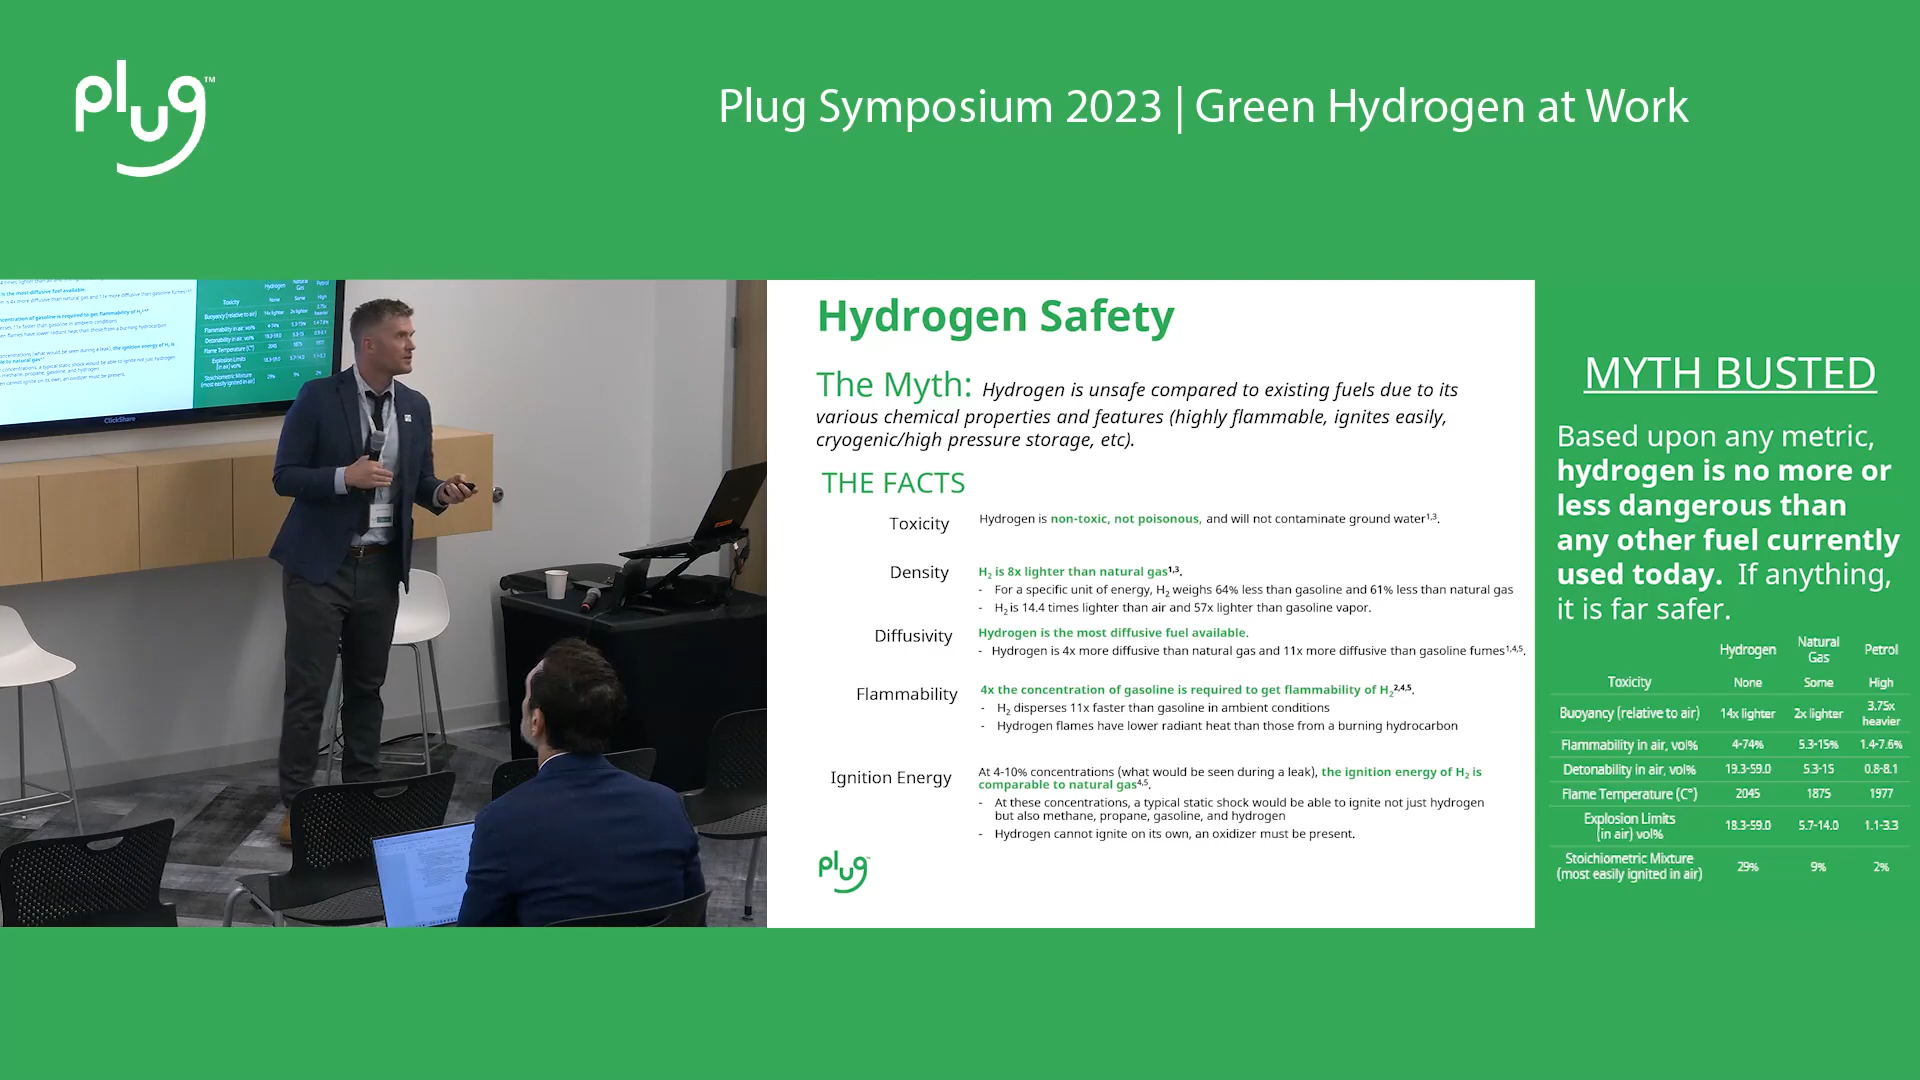 plug™
Plug Symposium 2023 | Green Hydrogen at Work
Hydrogen Safety
The Myth: Hydrogen is unsafe compared to existing fuels due to its
various chemical properties and features (highly flammable, ignites easily,
cryogenic/high pressure storage, etc).
THE FACTS
Toxicity
Hydrogen is non-toxic, not poisonous, and will not contaminate ground water1,3.
Density
H2 is 8x lighter than natural gas1,3.
- For a specific unit of energy, H2 weighs 64% less than gasoline and 61% less than natural gas
- H2 is 14.4 times lighter than air and 57x lighter than gasoline vapor.
Diffusivity
Hydrogen is the most diffusive fuel available.
- Hydrogen is 4x more diffusive than natural gas and 11x more diffusive than gasoline fumes1,4,5.
Flammability
4x the concentration of gasoline is required to get flammability of H22,4,5.
- H2 disperses 11x faster than gasoline in ambient conditions
- Hydrogen flames have lower radiant heat than those from a burning hydrocarbon
Ignition Energy
At 4-10% concentrations (what would be seen during a leak), the ignition energy of H2 is
comparable to natural gas4,5.
- At these concentrations, a typical static shock would be able to ignite not just hydrogen
but also methane, propane, gasoline, and hydrogen
- Hydrogen cannot ignite on its own, an oxidizer must be present.
plug
MYTH BUSTED
Based upon any metric,
hydrogen is no more or
less dangerous than
any other fuel currently
used today. If anything,
it is far safer.
Hydrogen Natural Gas Petrol
Toxicity None Some High
Buoyancy (relative to air) 14x lighter 2x lighter 3.75x heavier
Flammability in air, vol% 4-74% 5.3-15% 1.4-7.6%
Detonability in air, vol% 19.3-59.0 5.3-15 0.8-8.1
Flame Temperature (C°) 2045 1875 1977
Explosion Limits (in air) vol% 18.3-59.0 5.7-14.0 1.1-3.3
Stoichiometric Mixture (most easily ignited in air) 29% 9% 2%
ClickShare